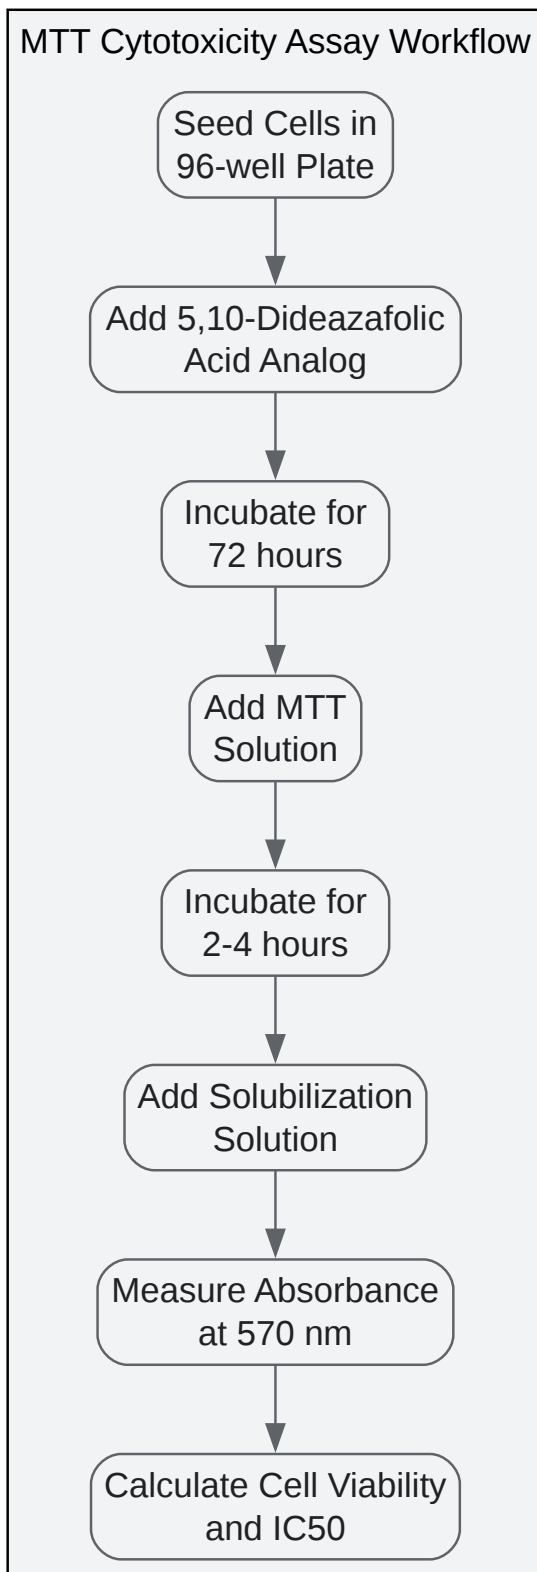 MTT Cytotoxicity Assay Workflow
Seed Cells in
96-well Plate
Add 5,10-Dideazafolic
Acid Analog
Incubate for
72 hours
Add MTT
Solution
Incubate for
2-4 hours
Add Solubilization
Solution
Measure Absorbance
at 570 nm
Calculate Cell Viability
and IC50